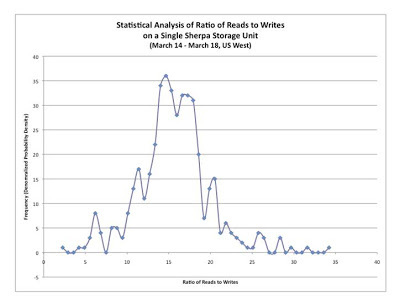 Statistical Analysis of Ratio of Reads to Writes
on a Single Sherpa Storage Unit
(March 14 - March 18, US West)
40
35
30
25
20
15
10
5
0
-5
Frequency (Denormalized Probability Density)
0 5 10 15 20 25 30 35 40
Ratio of Reads to Writes